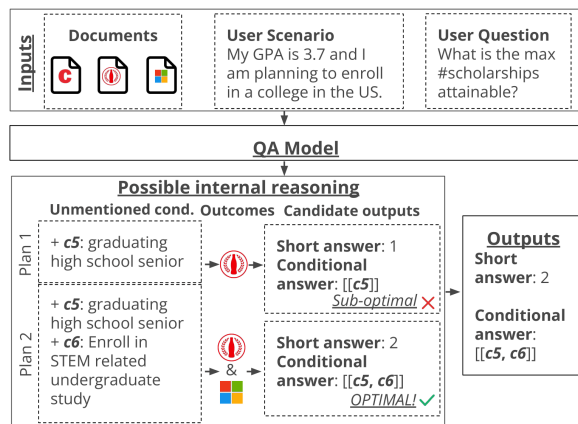 Inputs
Documents
C
User Scenario
My GPA is 3.7 and I
am planning to enroll
in a college in the US.
User Question
What is the max
#scholarships
attainable?
QA Model
Possible internal reasoning
Unmentioned cond. Outcomes Candidate outputs
Plan 1
+ c5: graduating
high school senior
Short answer: 1
Conditional
answer: [[c5]]
Sub-optimal
Plan 2
+ c5: graduating
high school senior
+ c6: Enroll in
STEM related
undergraduate
study
&
Short answer: 2
Conditional
answer: [[c5, c6]]
OPTIMAL!
Outputs
Short
answer: 2
Conditional
answer:
[[c5, c6]]